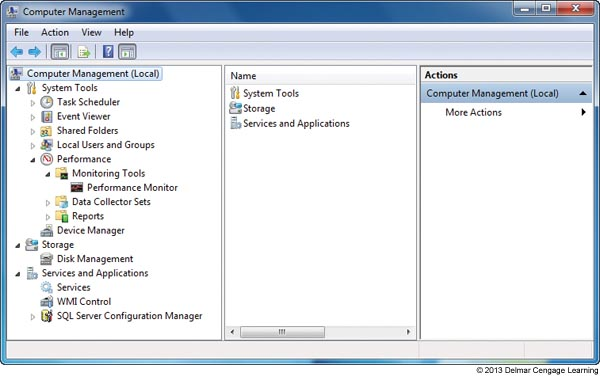 Computer Management
File Action View Help
Computer Management (Local)
System Tools
Task Scheduler
Event Viewer
Shared Folders
Local Users and Groups
Performance
Monitoring Tools
Performance Monitor
Data Collector Sets
Reports
Device Manager
Storage
Disk Management
Services and Applications
Services
WMI Control
SQL Server Configuration Manager
Name
System Tools
Storage
Services and Applications
Actions
Computer Management (Local)
More Actions
© 2013 Delmar Cengage Learning